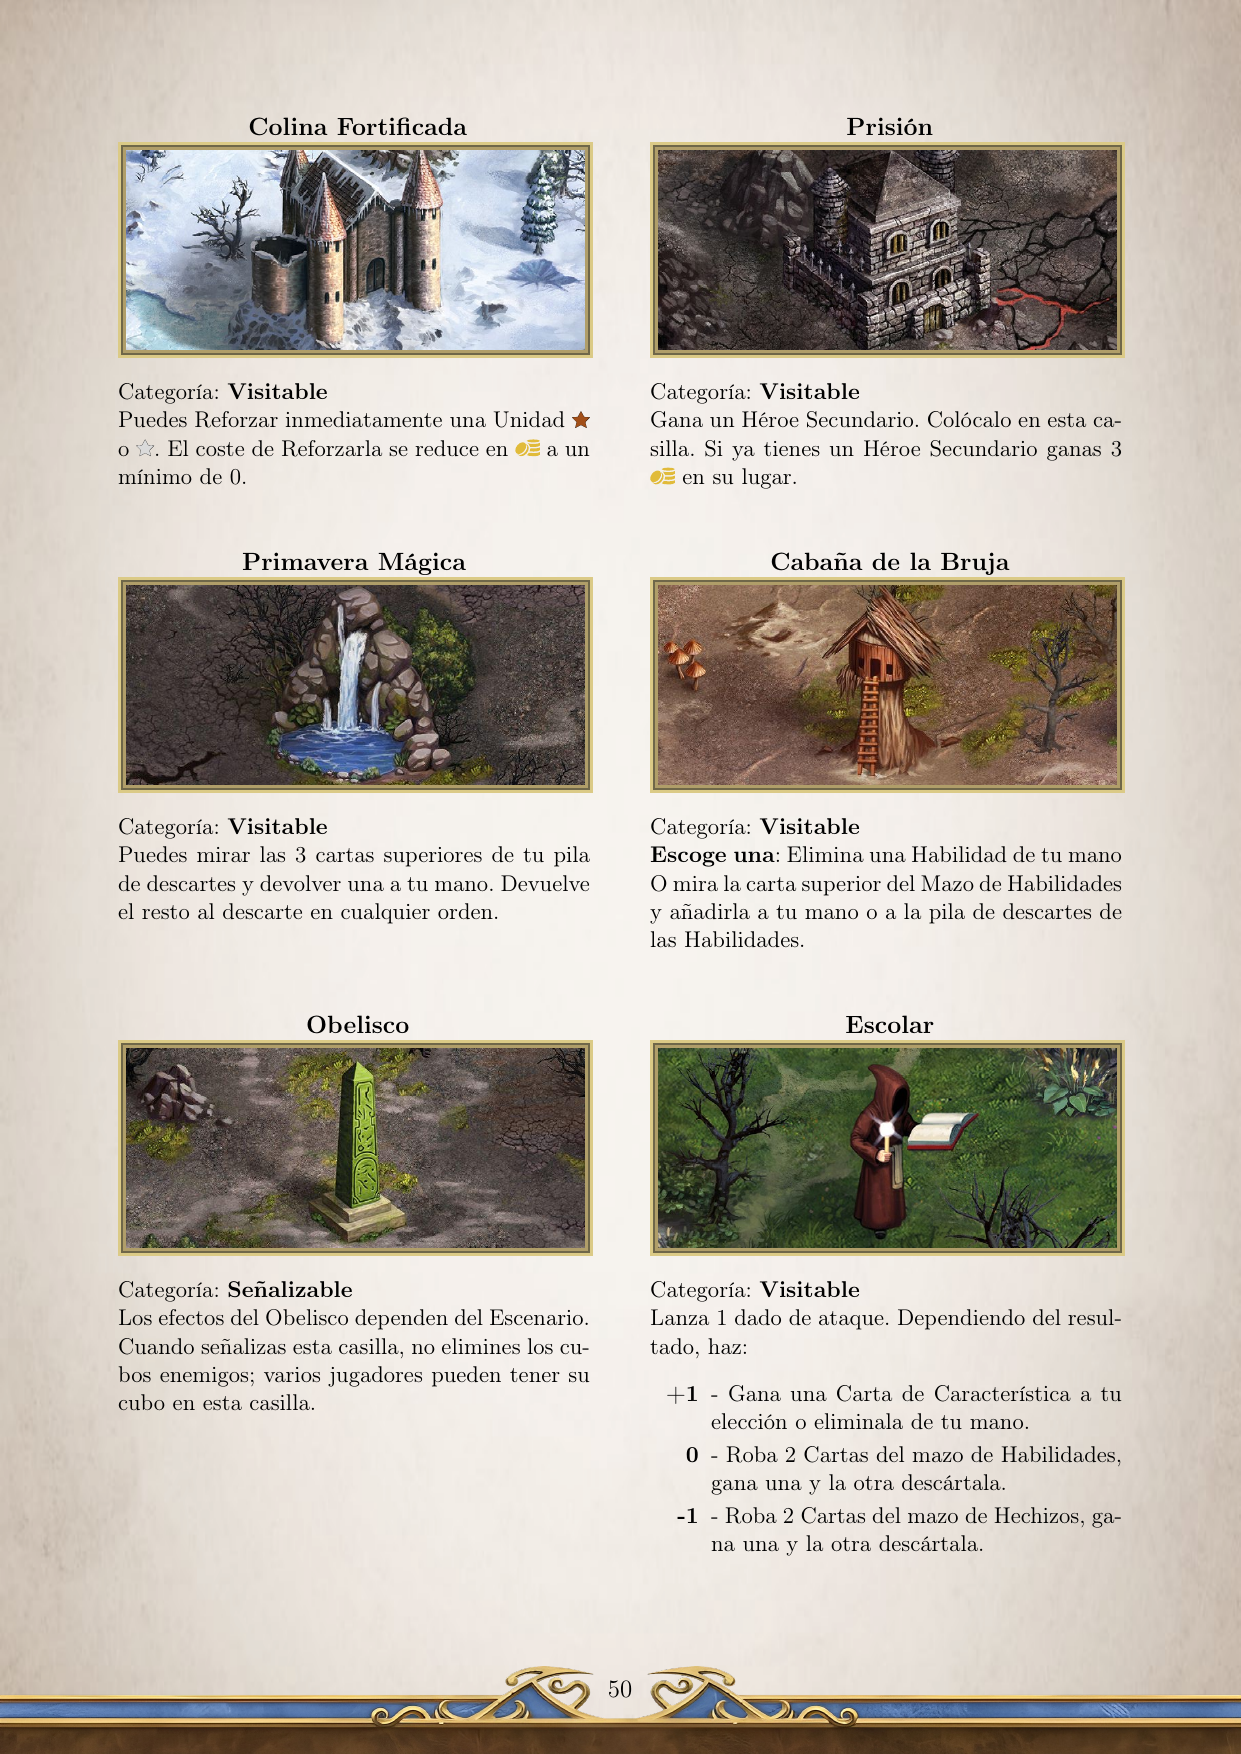 Colina Fortificada
Categoría: Visitable
Puedes Reforzar inmediatamente una Unidad
o . El coste de Reforzarla se reduce en a un
mínimo de 0.
Prisión
Categoría: Visitable
Gana un Héroe Secundario. Colócalo en esta ca-
silla. Si ya tienes un Héroe Secundario ganas 3
en su lugar.
Primavera Mágica
Categoría: Visitable
Puedes mirar las 3 cartas superiores de tu pila
de descartes y devolver una a tu mano. Devuelve
el resto al descarte en cualquier orden.
Cabaña de la Bruja
Categoría: Visitable
Escoge una: Elimina una Habilidad de tu mano
O mira la carta superior del Mazo de Habilidades
y añadirla a tu mano o a la pila de descartes de
las Habilidades.
Obelisco
Categoría: Señalizable
Los efectos del Obelisco dependen del Escenario.
Cuando señalizas esta casilla, no elimines los cu-
bos enemigos; varios jugadores pueden tener su
cubo en esta casilla.
Escolar
Categoría: Visitable
Lanza 1 dado de ataque. Dependiendo del resul-
tado, haz:
+1 - Gana una Carta de Característica a tu
elección o eliminala de tu mano.
0 - Roba 2 Cartas del mazo de Habilidades,
gana una y la otra descártala.
-1 - Roba 2 Cartas del mazo de Hechizos, ga-
na una y la otra descártala.
50